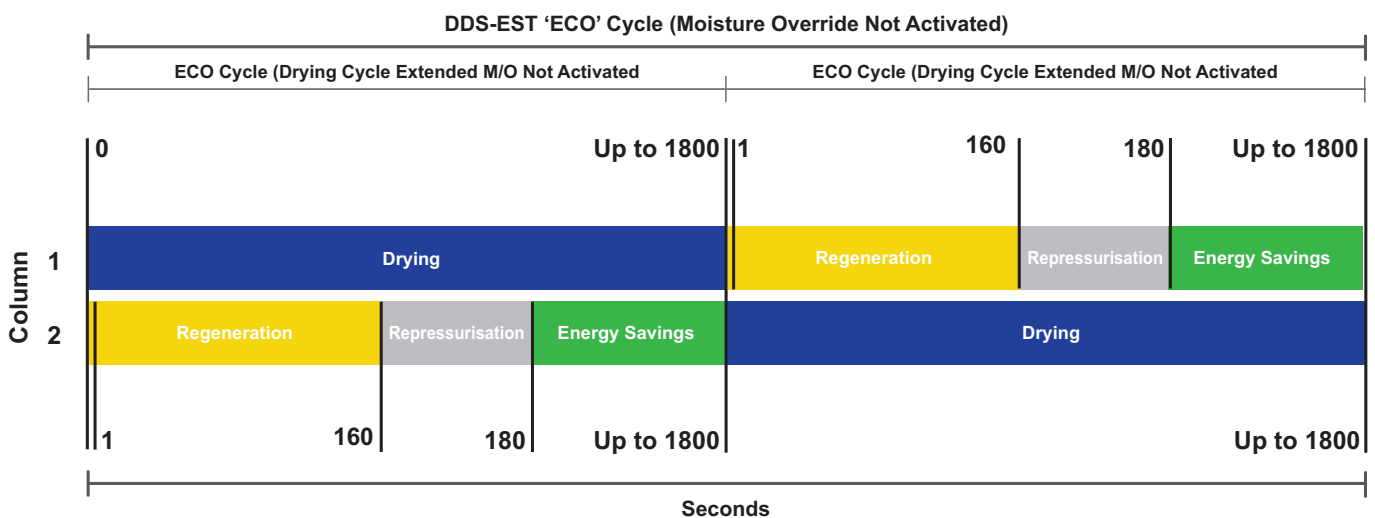 DDS-EST ‘ECO’ Cycle (Moisture Override Not Activated)
ECO Cycle (Drying Cycle Extended M/O Not Activated
ECO Cycle (Drying Cycle Extended M/O Not Activated
0
Up to 1800
1
160
180
Up to 1800
Column
1
Drying
Regeneration
Repressurisation
Energy Savings
2
Regeneration
Repressurisation
Energy Savings
Drying
1
160
180
Up to 1800
Up to 1800
Seconds